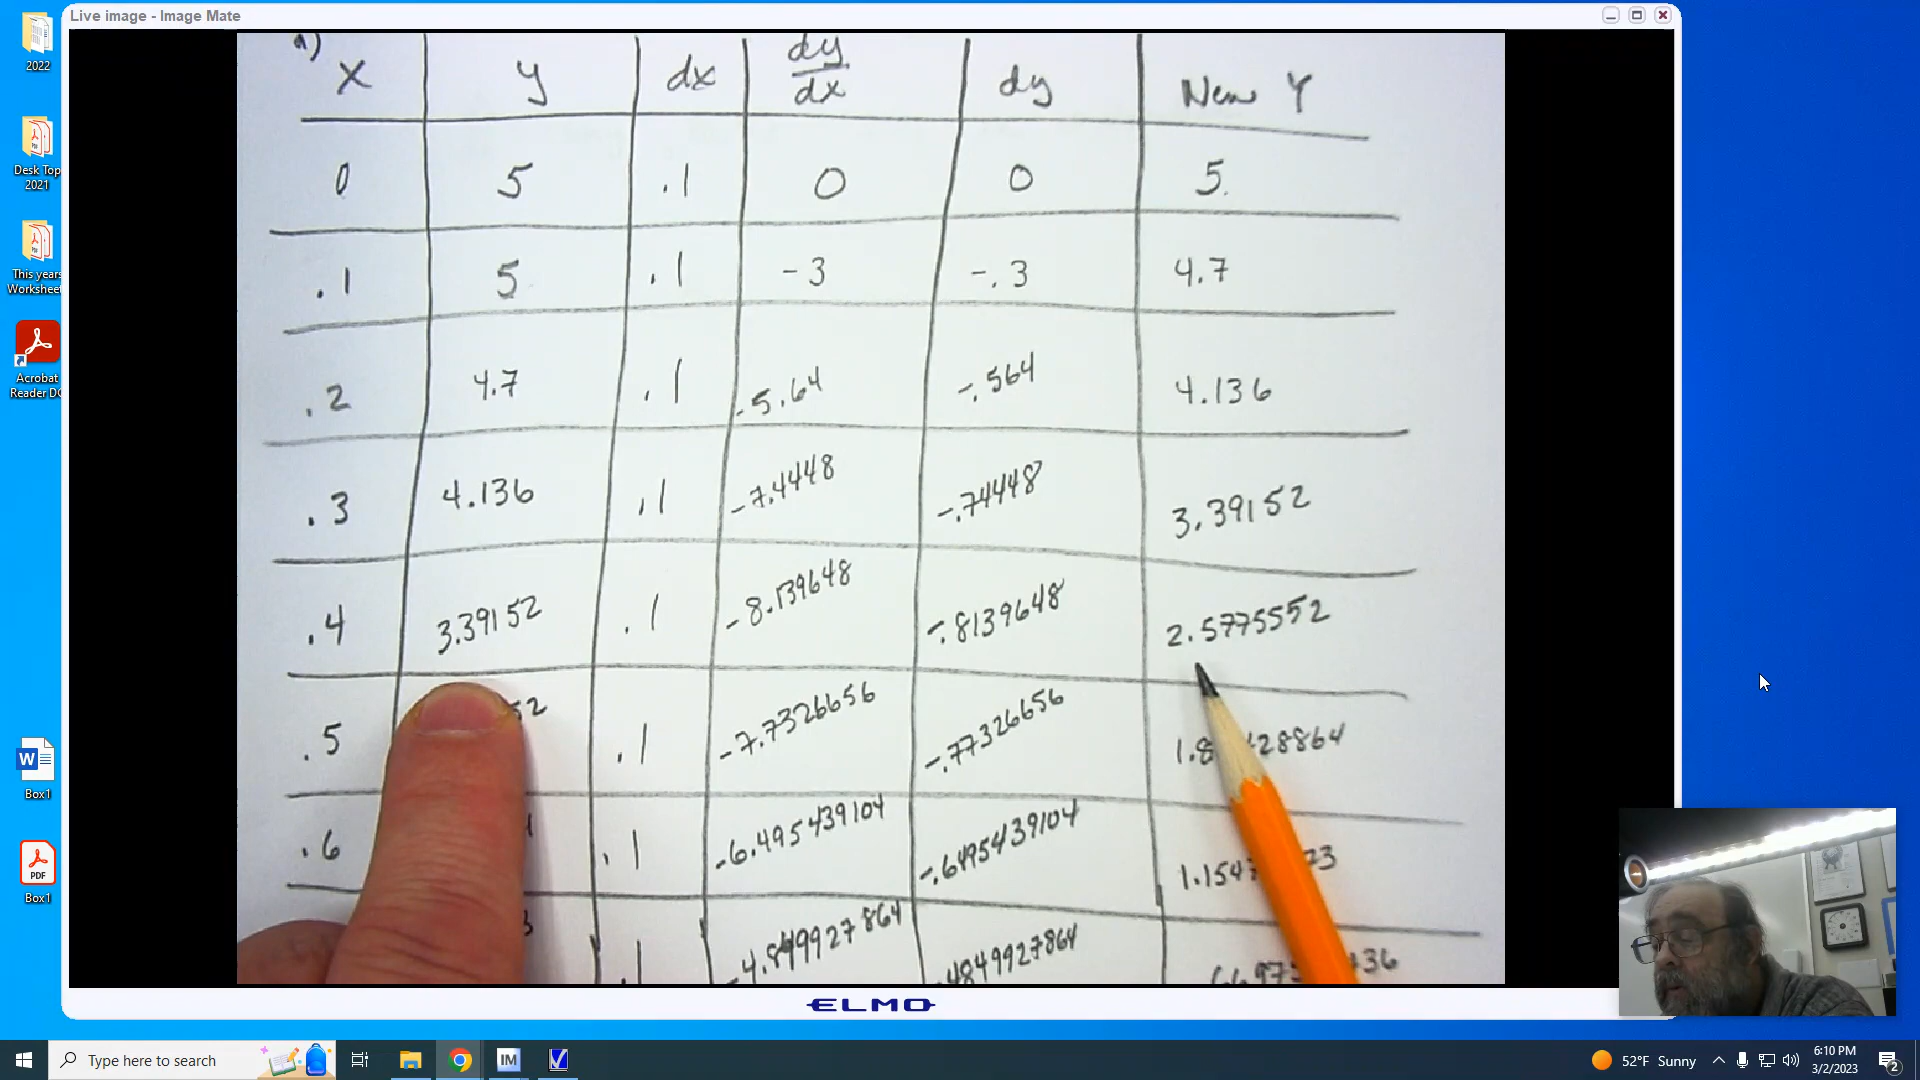 Live image - Image Mate
2022
Desk Top
2021
This years
Worksheet
Acrobat
Reader DC
Box1
PDF
Box1
a)
x y dx dy/dx dy New Y
0 5 .1 0 0 5
.1 5 .1 -3 -.3 4.7
.2 4.7 .1 -5.64 -.564 4.136
.3 4.136 .1 -7.4448 -.74448 3.39152
.4 3.39152 .1 -8.139648 -.8139648 2.5775552
.5 .1 -7.7326656 -.77326656
.6 .1 -6.495439104 -.6495439104
.1 -4.849927864
ELMO
Type here to search
IM
52°F Sunny
6:10 PM
3/2/2023
2